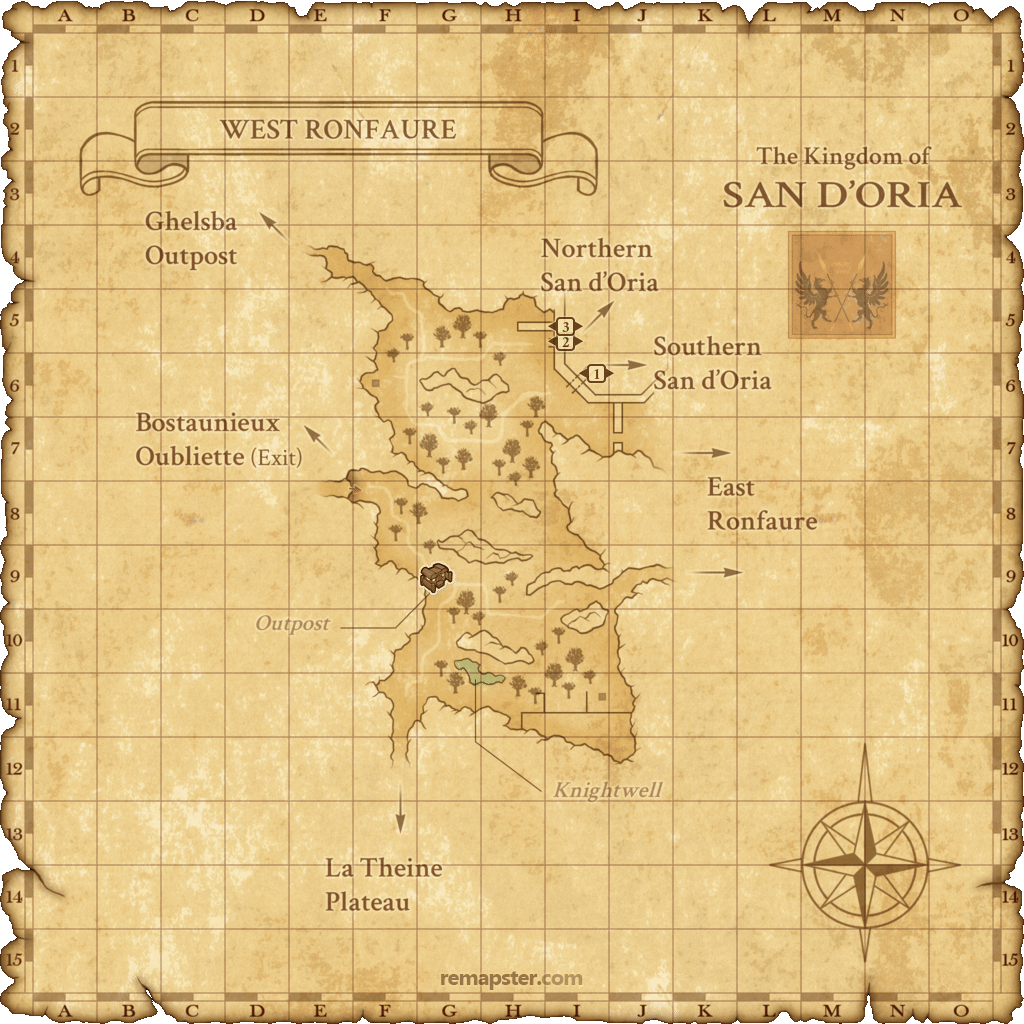 A B C D E F G H I J K L M N O
1 1
2 2
WEST RONFAURE
The Kingdom of
3 3
SAN D'ORIA
Ghelsba
Outpost
4 4
Northern
San d'Oria
5 5
3
2
Southern
San d'Oria
1
6 6
Bostaunieux
Oubliette (Exit)
7 7
East
Ronfaure
8 8
9 9
Outpost
10 10
11 11
12 12
Knightwell
13 13
La Theine
Plateau
14 14
15 15
remapster.com
A B C D E F G H I J K L M N O